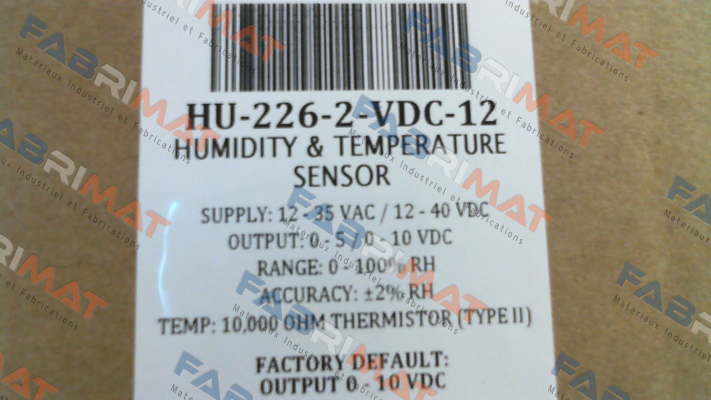 HU-226-2-VDC-12
HUMIDITY & TEMPERATURE
SENSOR
SUPPLY: 12 - 35 VAC / 12 - 40 VDC
OUTPUT: 0 - 5 | 0 - 10 VDC
RANGE: 0 - 100% RH
ACCURACY: ±2% RH
TEMP: 10,000 OHM THERMISTOR (TYPE II)
FACTORY DEFAULT:
OUTPUT 0 - 10 VDC
FABRIMAT
Materiaux Industriel et Fabrications